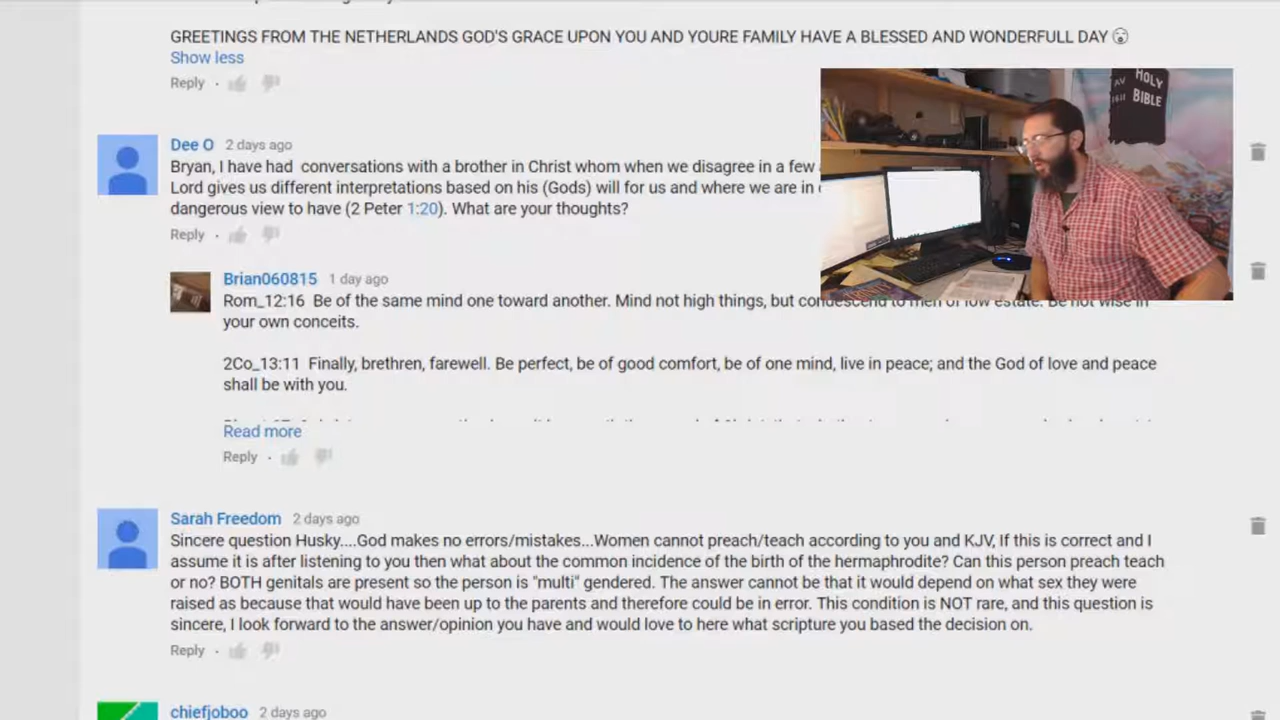 GREETINGS FROM THE NETHERLANDS GOD'S GRACE UPON YOU AND YOURE FAMILY HAVE A BLESSED AND WONDERFULL DAY 😮
Show less
Reply ·
Dee O 2 days ago
Bryan, I have had conversations with a brother in Christ whom when we disagree in a few
Lord gives us different interpretations based on his (Gods) will for us and where we are in
dangerous view to have (2 Peter 1:20). What are your thoughts?
Reply ·
AV
1611
HOLY
BIBLE
Brian060815 1 day ago
Rom_12:16 Be of the same mind one toward another. Mind not high things, but condescend to men of low estate. Be not wise in
your own conceits.
2Co_13:11 Finally, brethren, farewell. Be perfect, be of good comfort, be of one mind, live in peace; and the God of love and peace
shall be with you.
Read more
Reply ·
Sarah Freedom 2 days ago
Sincere question Husky....God makes no errors/mistakes...Women cannot preach/teach according to you and KJV, If this is correct and I
assume it is after listening to you then what about the common incidence of the birth of the hermaphrodite? Can this person preach teach
or no? BOTH genitals are present so the person is "multi" gendered. The answer cannot be that it would depend on what sex they were
raised as because that would have been up to the parents and therefore could be in error. This condition is NOT rare, and this question is
sincere, I look forward to the answer/opinion you have and would love to here what scripture you based the decision on.
Reply ·
chiefjoboo 2 days ago